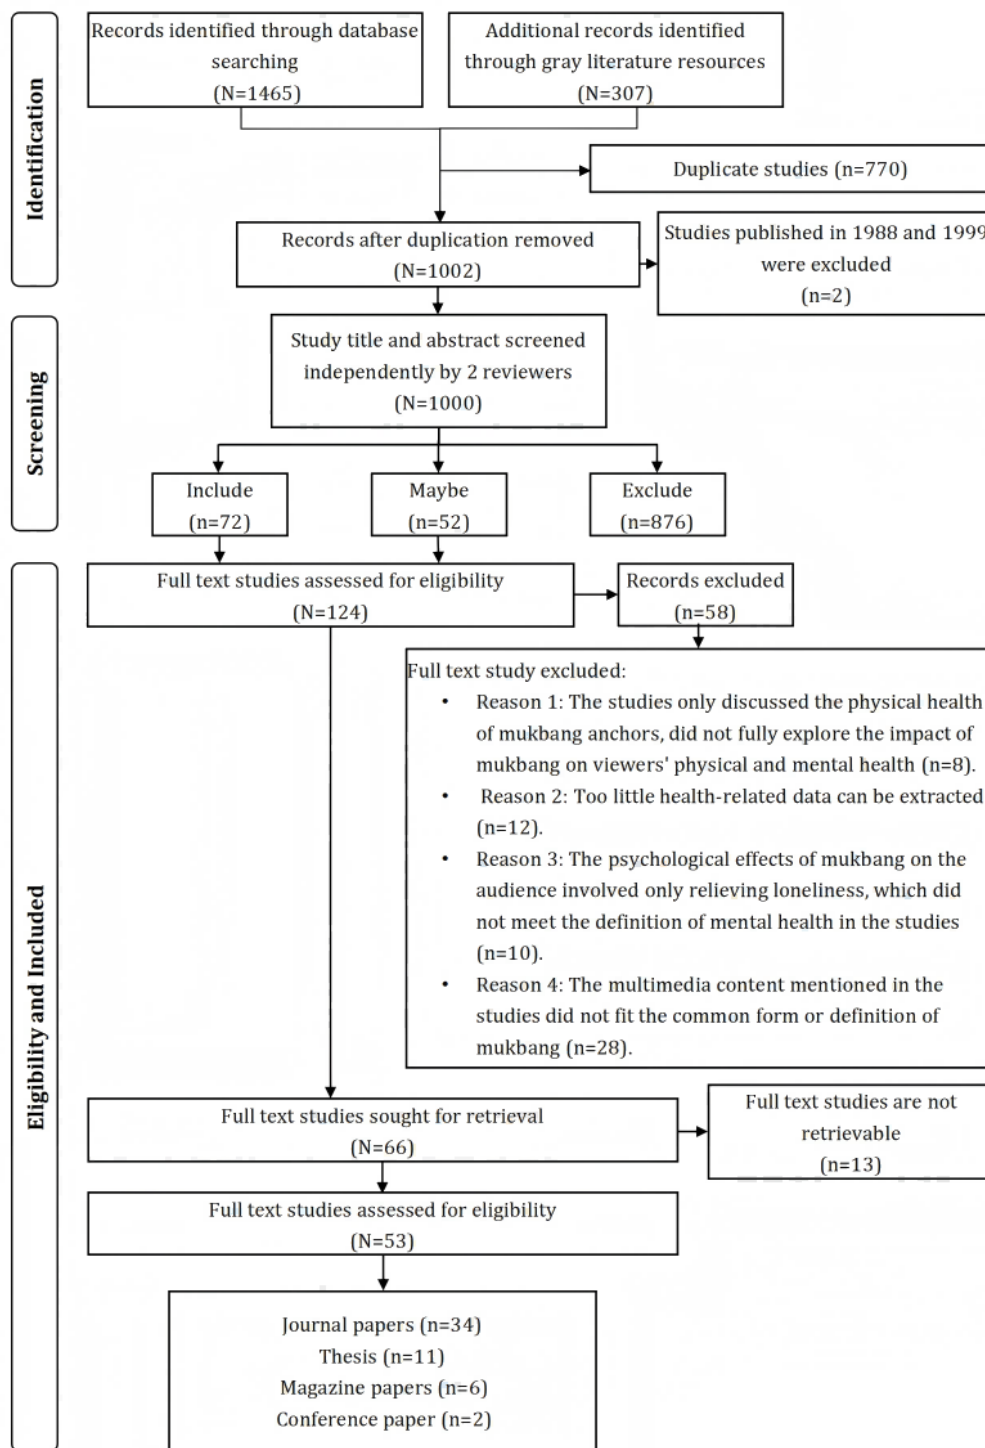 Identification
Records identified through database
searching
(N=1465)
Additional records identified
through gray literature resources
(N=307)
Duplicate studies (n=770)
Records after duplication removed
(N=1002)
Studies published in 1988 and 1999
were excluded
(n=2)
Screening
Study title and abstract screened
independently by 2 reviewers
(N=1000)
Include
(n=72)
Maybe
(n=52)
Exclude
(n=876)
Eligibility and Included
Full text studies assessed for eligibility
(N=124)
Records excluded
(n=58)
Full text study excluded:
• Reason 1: The studies only discussed the physical health
of mukbang anchors, did not fully explore the impact of
mukbang on viewers' physical and mental health (n=8).
• Reason 2: Too little health-related data can be extracted
(n=12).
• Reason 3: The psychological effects of mukbang on the
audience involved only relieving loneliness, which did
not meet the definition of mental health in the studies
(n=10).
• Reason 4: The multimedia content mentioned in the
studies did not fit the common form or definition of
mukbang (n=28).
Full text studies sought for retrieval
(N=66)
Full text studies are not
retrievable
(n=13)
Full text studies assessed for eligibility
(N=53)
Journal papers (n=34)
Thesis (n=11)
Magazine papers (n=6)
Conference paper (n=2)